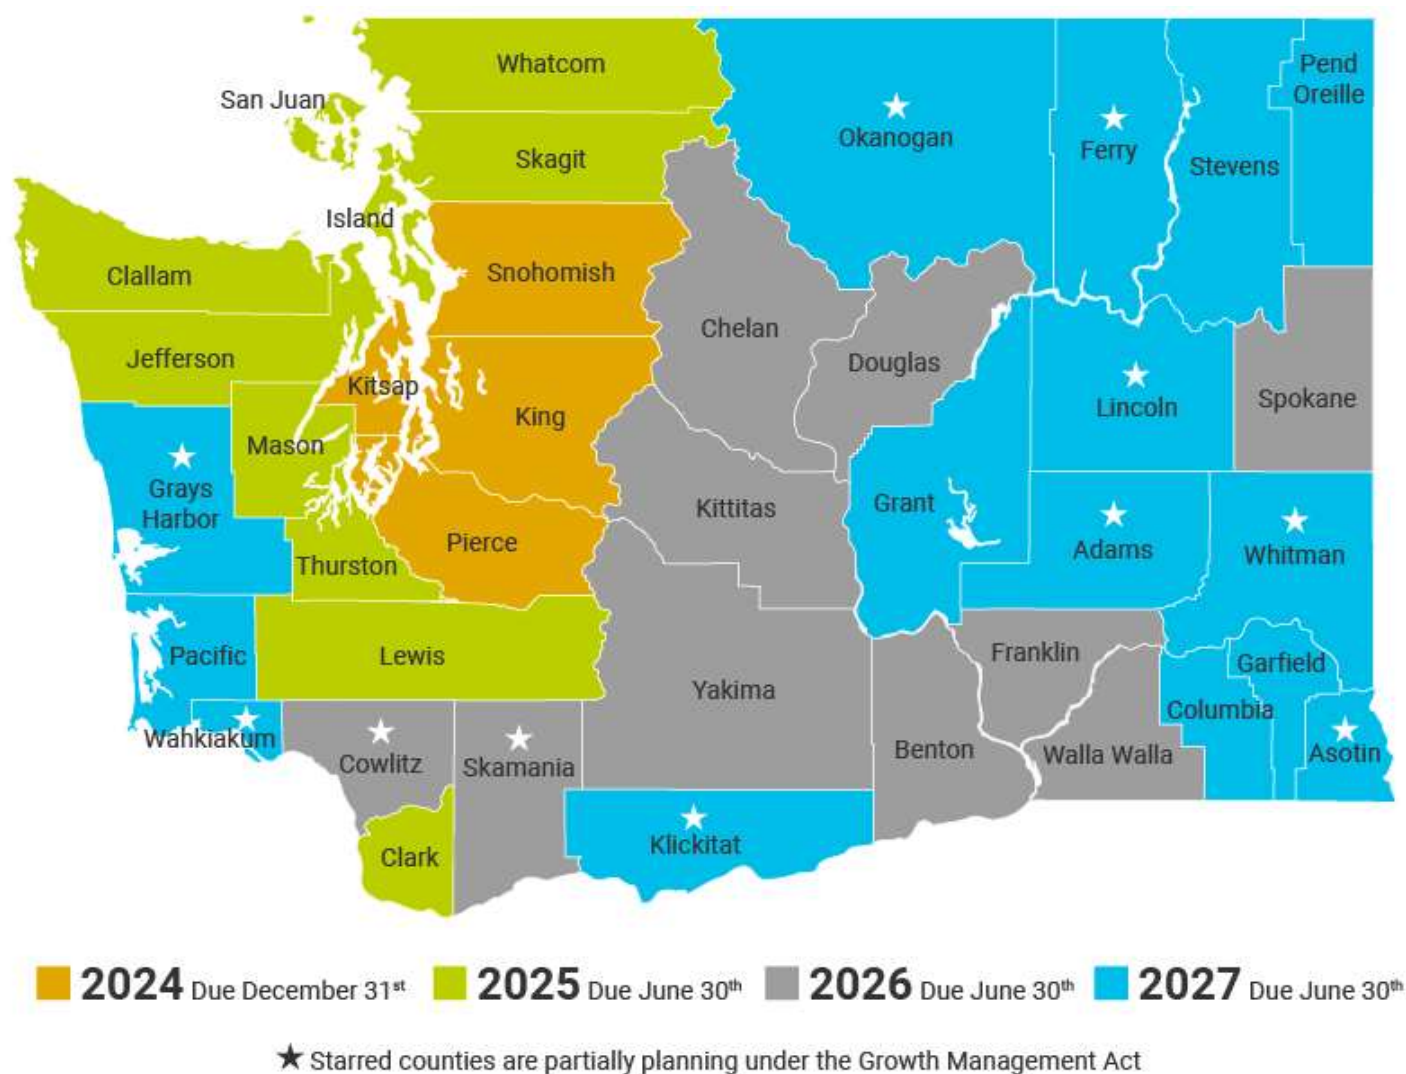 Whatcom
San Juan
Skagit
Island
Clallam
Snohomish
Jefferson
Kitsap
King
Mason
Grays
Harbor
Thurston
Pierce
Pacific
Lewis
Wahkiakum
Cowlitz
Skamania
Clark
Okanogan
Ferry
Stevens
Pend
Oreille
Chelan
Douglas
Lincoln
Spokane
Kittitas
Grant
Adams
Whitman
Yakima
Franklin
Garfield
Columbia
Benton
Walla Walla
Asotin
Klickitat
2024 Due December 31st
2025 Due June 30th
2026 Due June 30th
2027 Due June 30th
★ Starred counties are partially planning under the Growth Management Act